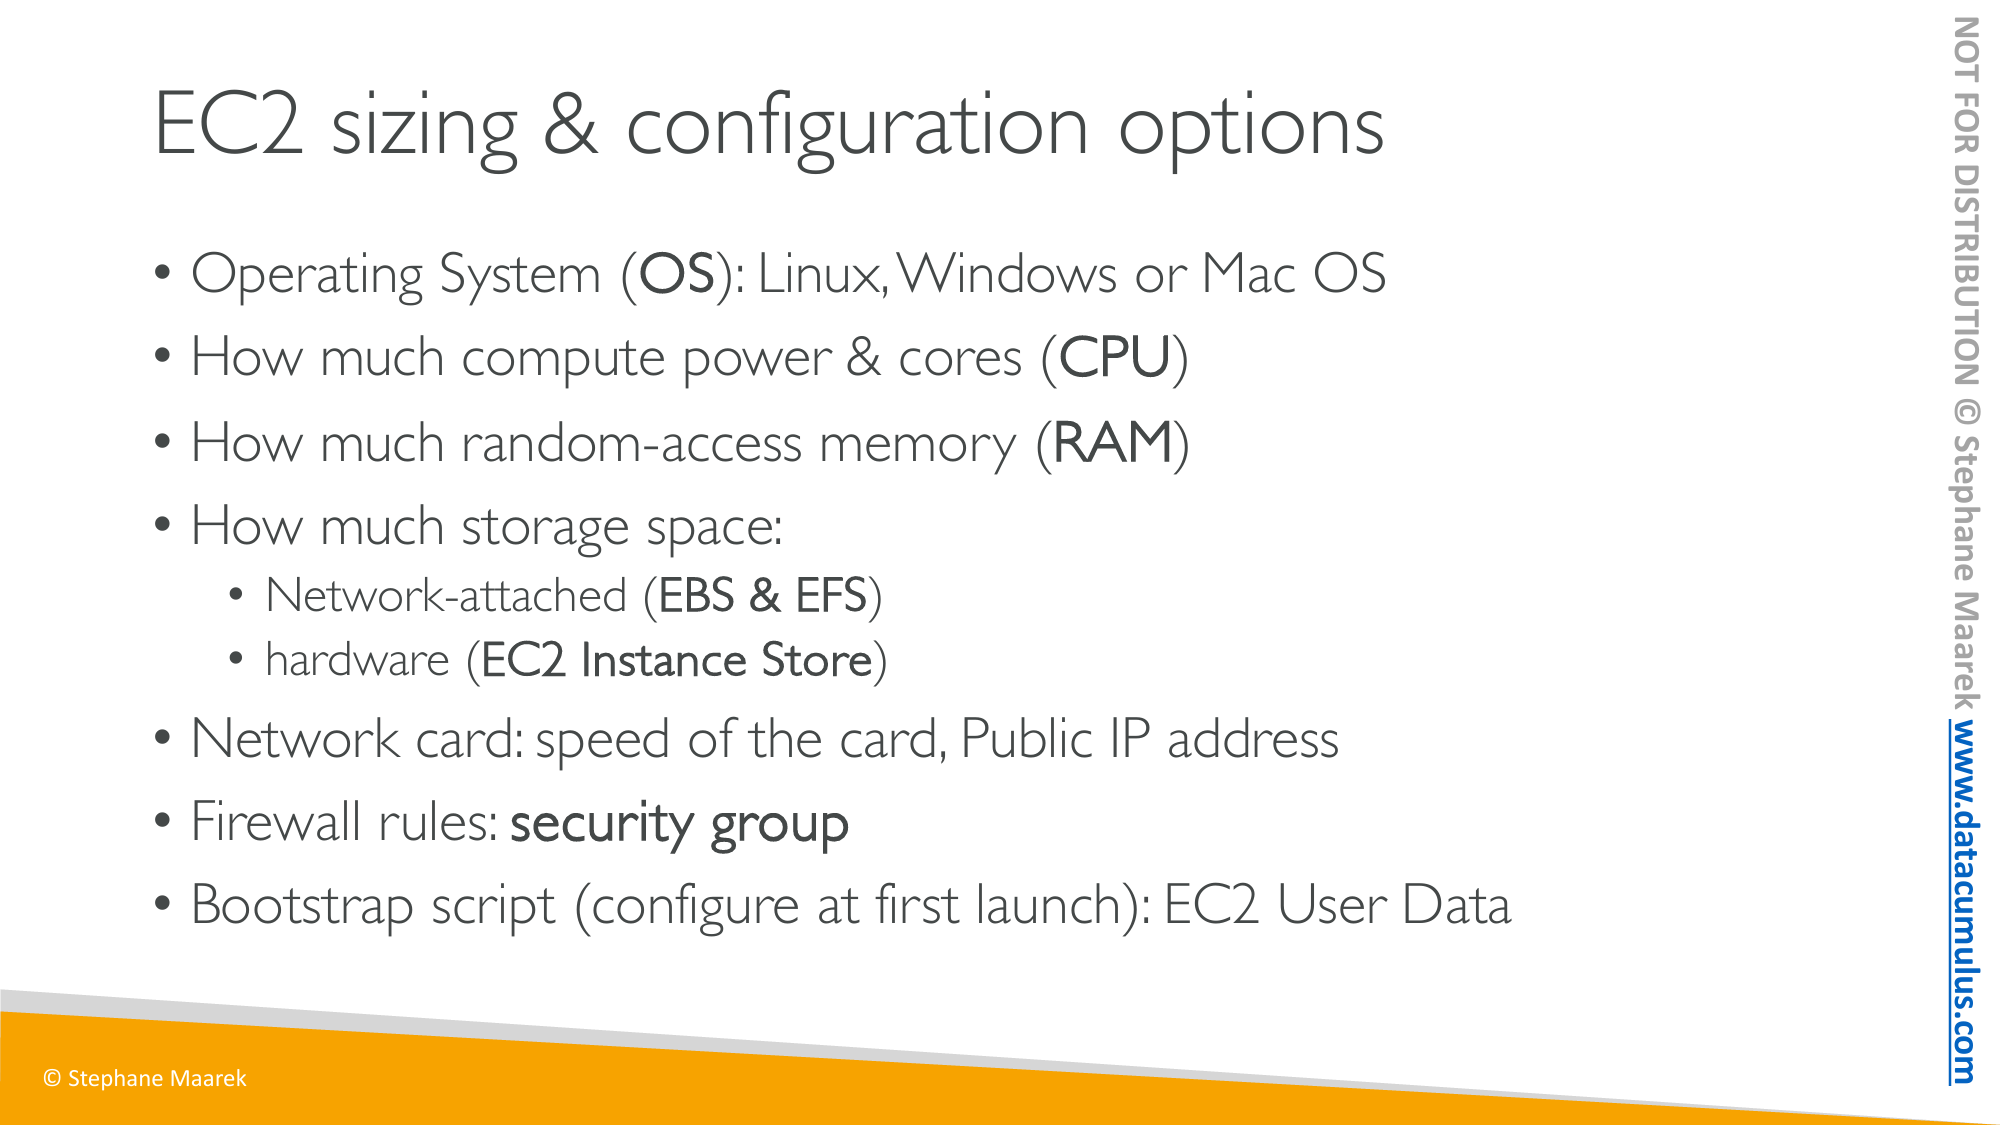 EC2 sizing & configuration options
• Operating System (OS): Linux, Windows or Mac OS
• How much compute power & cores (CPU)
• How much random-access memory (RAM)
• How much storage space:
• Network-attached (EBS & EFS)
• hardware (EC2 Instance Store)
• Network card: speed of the card, Public IP address
• Firewall rules: security group
• Bootstrap script (configure at first launch): EC2 User Data
© Stephane Maarek
NOT FOR DISTRIBUTION © Stephane Maarek www.datacumulus.com